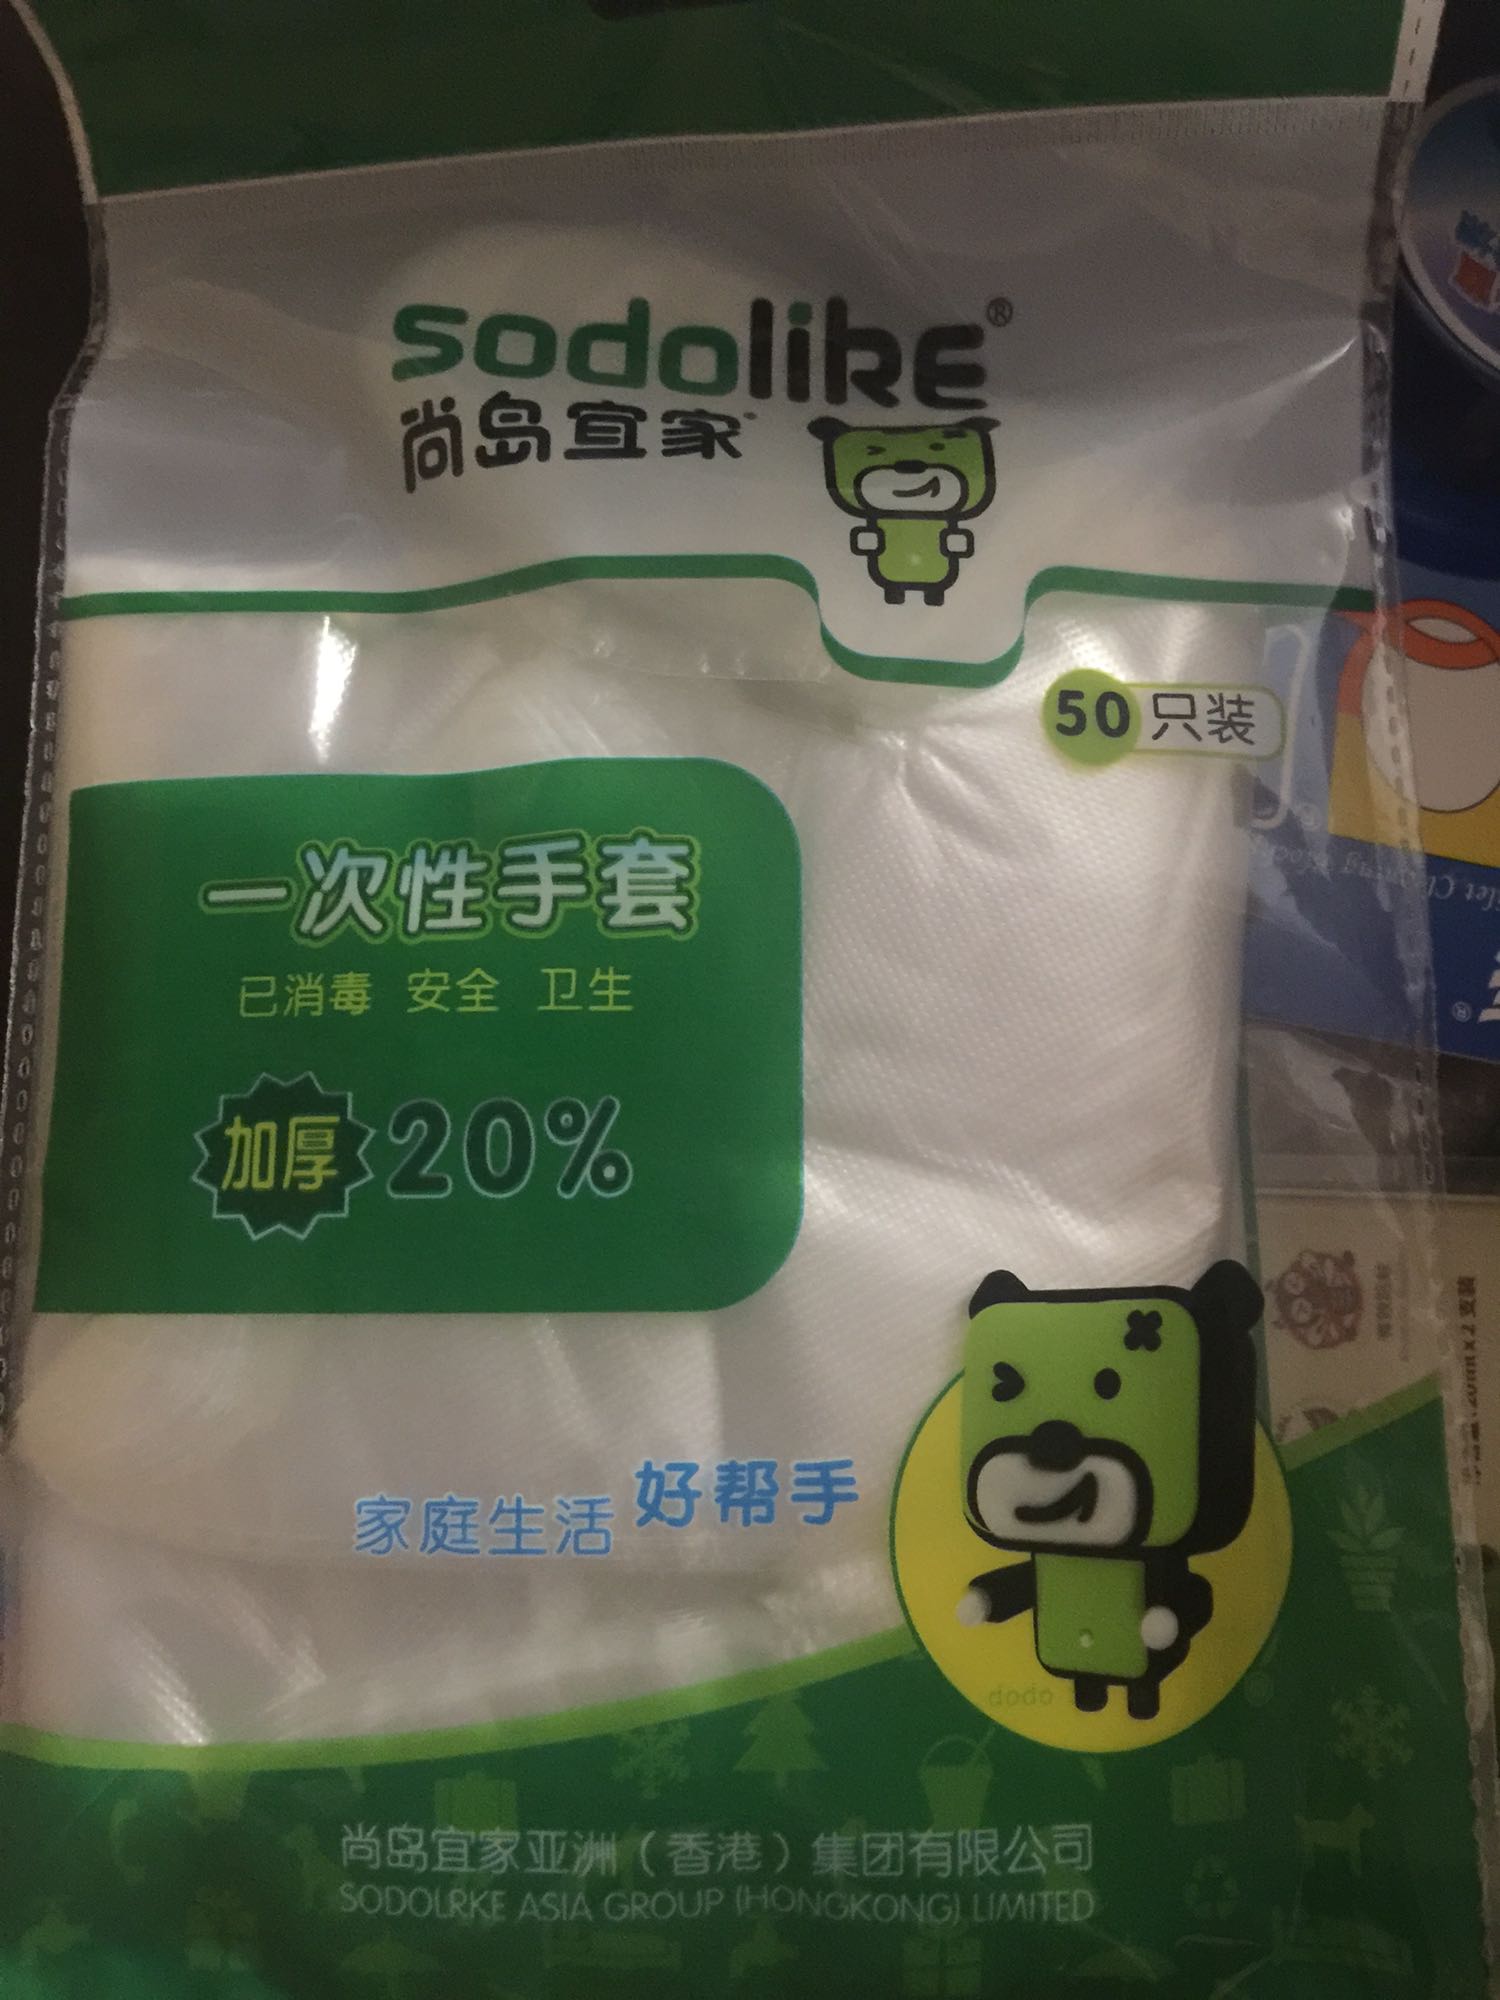 sodolike®
尚岛宜家
50只装
一次性手套
已消毒 安全 卫生
加厚20%
家庭生活 好帮手
dodo
尚岛宜家亚洲（香港）集团有限公司
SODOLRKE ASIA GROUP (HONGKONG) LIMITED